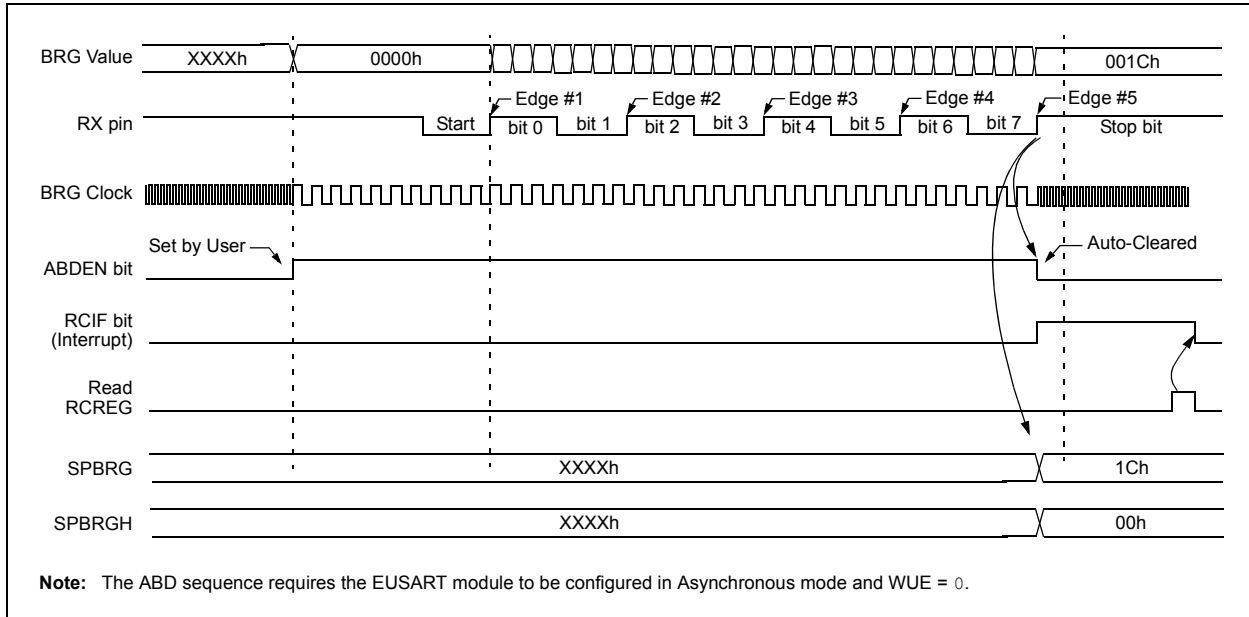 BRG Value XXXXh 0000h 001Ch
Edge #1 Edge #2 Edge #3 Edge #4 Edge #5
RX pin Start bit 0 bit 1 bit 2 bit 3 bit 4 bit 5 bit 6 bit 7 Stop bit
BRG Clock
Set by User Auto-Cleared
ABDEN bit
RCIF bit
(Interrupt)
Read
RCREG
SPBRG XXXXh 1Ch
SPBRGH XXXXh 00h
Note: The ABD sequence requires the EUSART module to be configured in Asynchronous mode and WUE = 0.